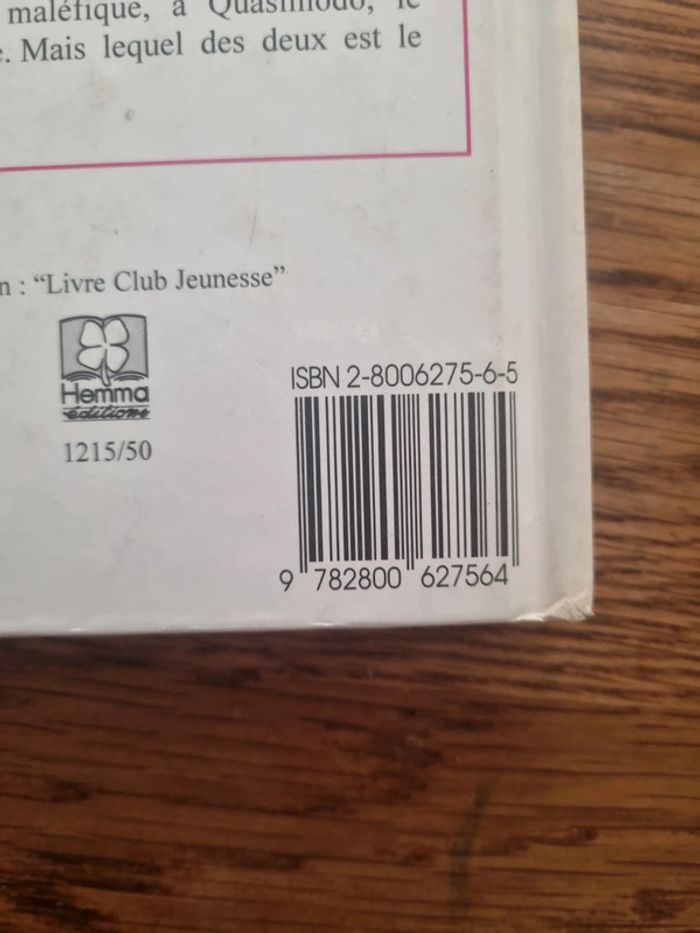 maléfique, à Quasimodo, le
. Mais lequel des deux est le
n : “Livre Club Jeunesse”
Hemma
éditions
1215/50
ISBN 2-8006275-6-5
9 782800 627564